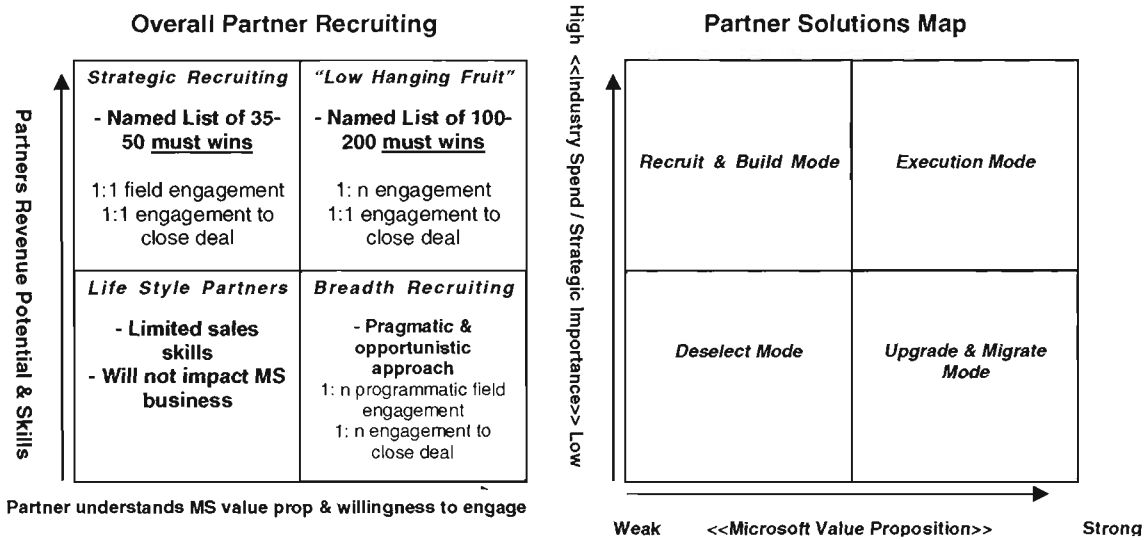 Overall Partner Recruiting
Partners Revenue Potential & Skills
Strategic Recruiting
- Named List of 35-
50 must wins
1:1 field engagement
1:1 engagement to
close deal
"Low Hanging Fruit"
- Named List of 100-
200 must wins
1: n engagement
1:1 engagement to
close deal
Life Style Partners
- Limited sales
skills
- Will not impact MS
business
Breadth Recruiting
- Pragmatic &
opportunistic
approach
1: n programmatic field
engagement
1: n engagement to
close deal
Partner understands MS value prop & willingness to engage
Partner Solutions Map
High <<Industry Spend / Strategic Importance>> Low
Recruit & Build Mode
Execution Mode
Deselect Mode
Upgrade & Migrate
Mode
Weak <<Microsoft Value Proposition>> Strong